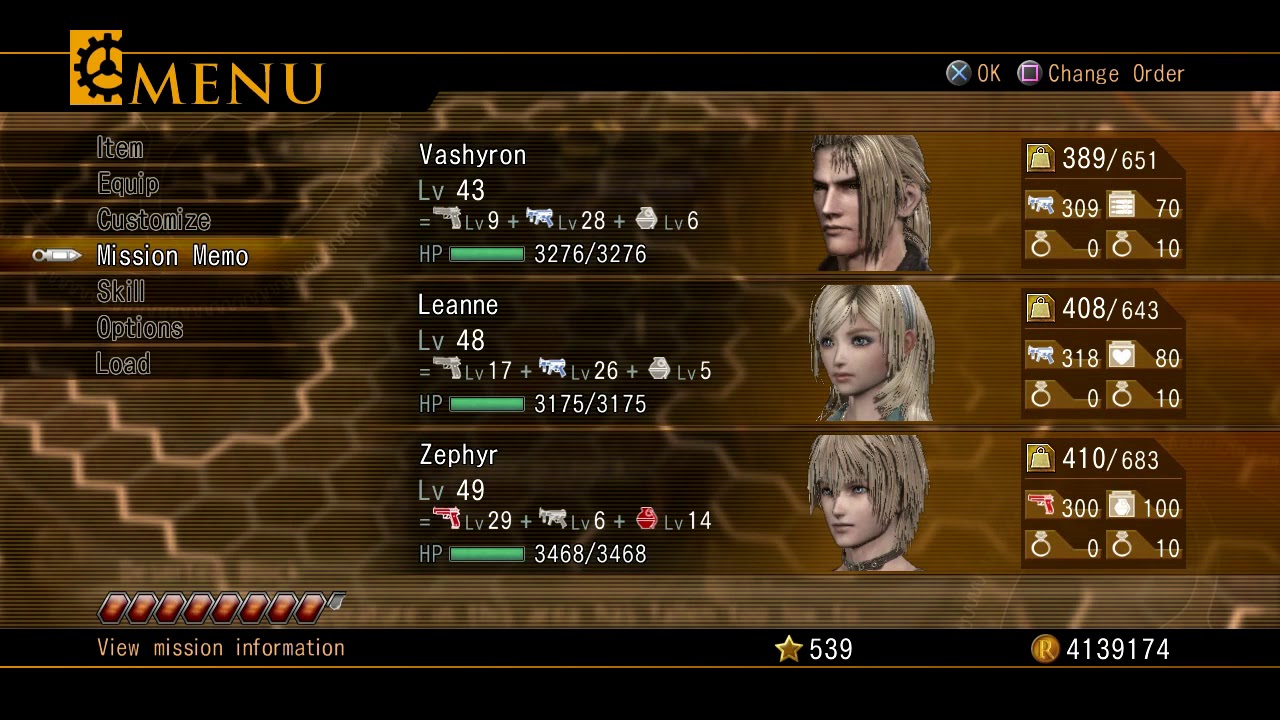 MENU
OK Change Order
Item
Equip
Customize
Mission Memo
Skill
Options
Load
Vashyron
Lv 43
= Lv 9 + Lv 28 + Lv 6
HP 3276/3276
389/651
309 70
0 10
Leanne
Lv 48
= Lv 17 + Lv 26 + Lv 5
HP 3175/3175
408/643
318 80
0 10
Zephyr
Lv 49
= Lv 29 + Lv 6 + Lv 14
HP 3468/3468
410/683
300 100
0 10
View mission information
539
R 4139174